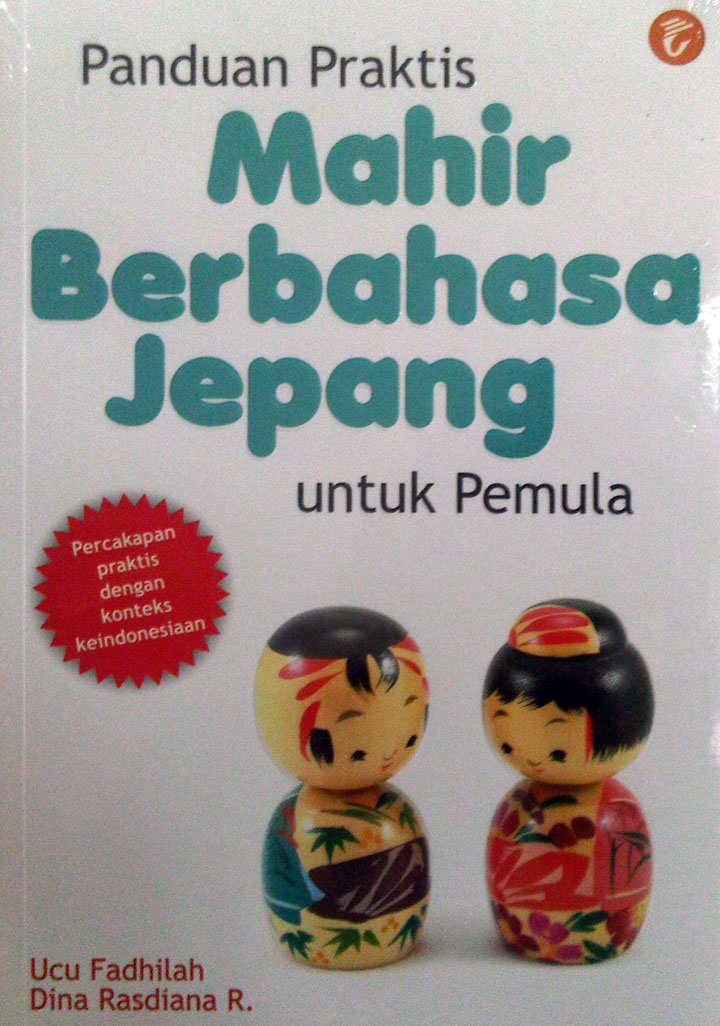 Panduan Praktis
Mahir
Berbahasa
Jepang
untuk Pemula
Percakapan
praktis
dengan
konteks
keindonesiaan
Ucu Fadhilah
Dina Rasdiana R.